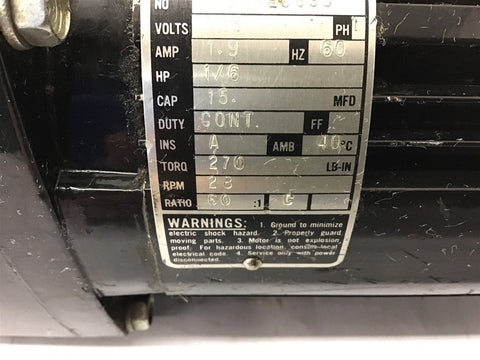 NO
VOLTS PH
AMP 1.9 HZ 60
HP 1/6
CAP 15. MFD
DUTY CONT. FF
INS A AMB 40 °C
TORQ 270 LB-IN
RPM 28
RATIO 60 :1 G
WARNINGS: 1. Ground to minimize
electric shock hazard. 2. Properly guard
moving parts. 3. Motor is not explosion
proof. For hazardous location, consult local
electrical code. 4. Service only with power
disconnected.